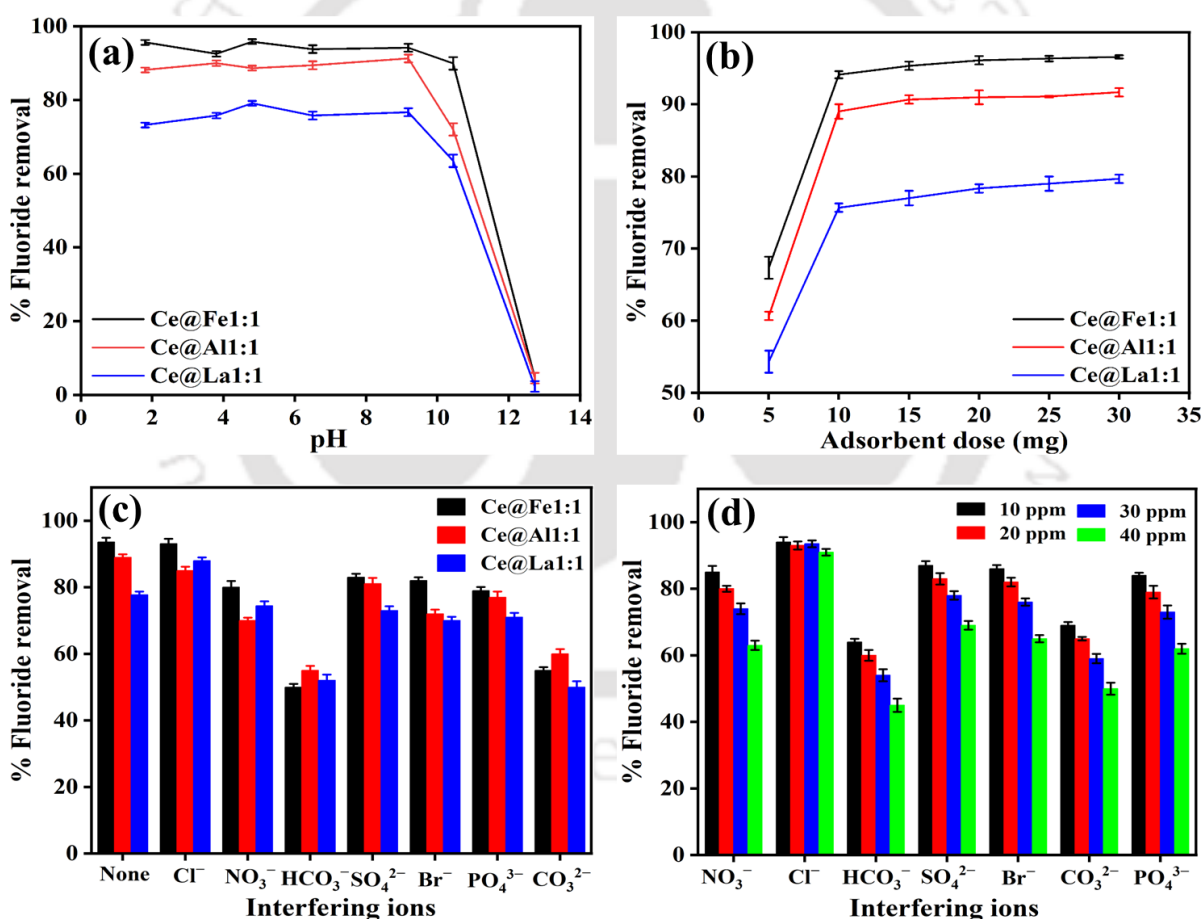 (a)
% Fluoride removal
100
80
60
40
20
0
Ce@Fe1:1
Ce@Al1:1
Ce@La1:1
0 2 4 6 8 10 12 14
pH
(b)
% Fluoride removal
100
90
80
70
60
50
Ce@Fe1:1
Ce@Al1:1
Ce@La1:1
0 5 10 15 20 25 30 35
Adsorbent dose (mg)
(c)
% Fluoride removal
100
80
60
40
20
0
Ce@Fe1:1
Ce@Al1:1
Ce@La1:1
None Cl⁻ NO₃⁻ HCO₃⁻ SO₄²⁻ Br⁻ PO₄³⁻ CO₃²⁻
Interfering ions
(d)
% Fluoride removal
100
80
60
40
20
0
10 ppm 30 ppm
20 ppm 40 ppm
NO₃⁻ Cl⁻ HCO₃⁻ SO₄²⁻ Br⁻ CO₃²⁻ PO₄³⁻
Interfering ions